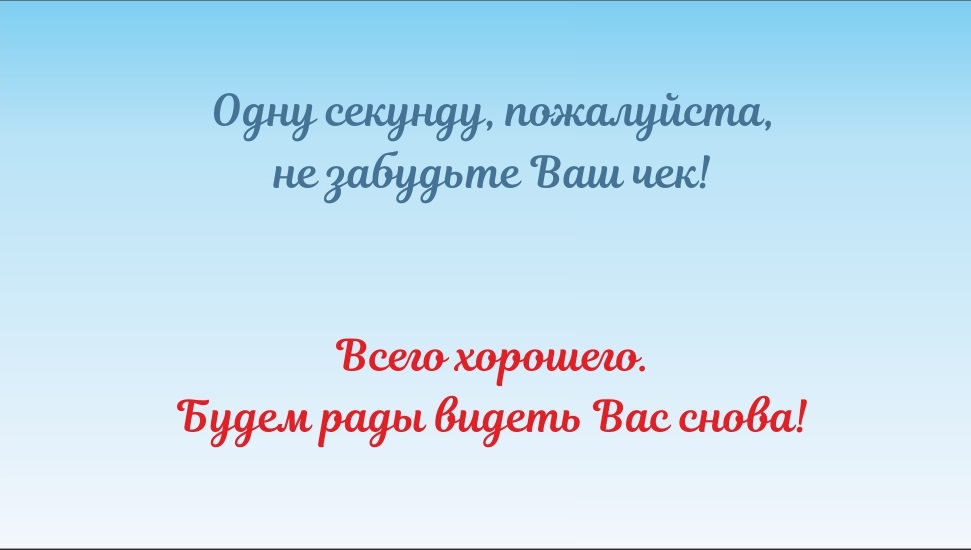 Одну секунду, пожалуйста,
не забудьте Ваш чек!
Всего хорошего.
Будем рады видеть Вас снова!